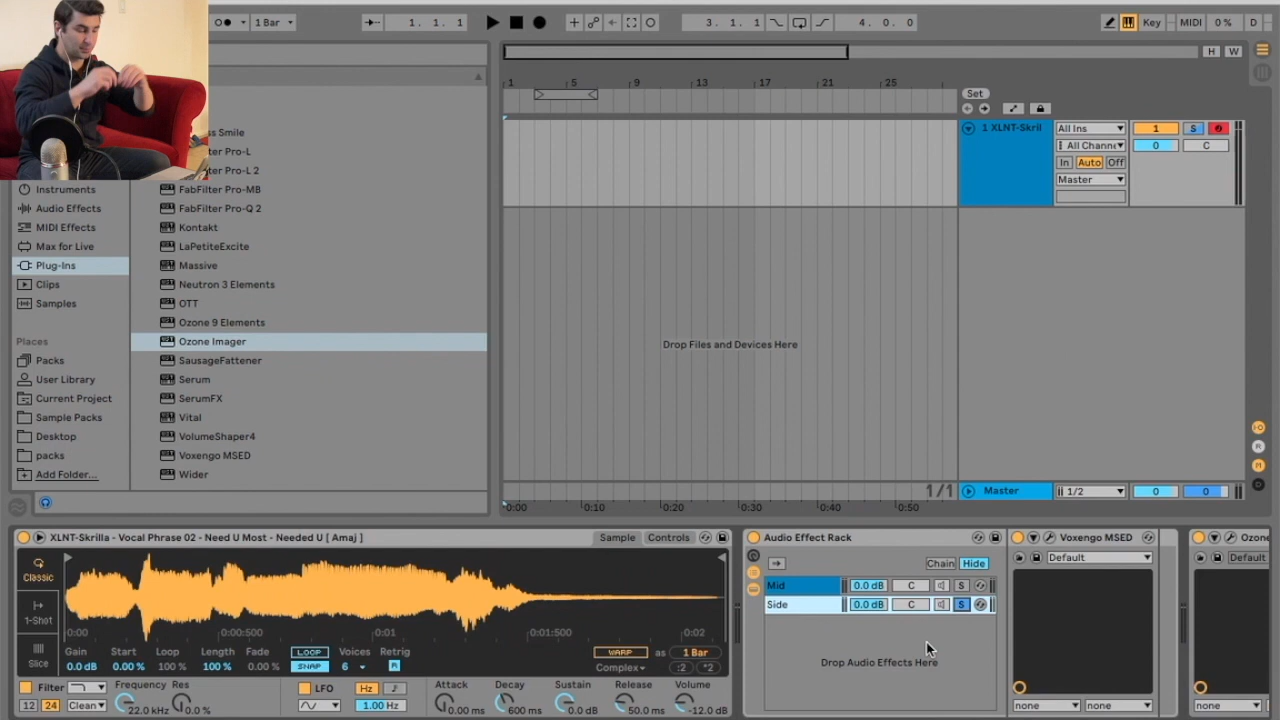 1 Bar
1. 1. 1
3. 1. 1
4. 0. 0
Key
MIDI
0 %
D
H
W
1
5
9
13
17
21
25
Set
ss Smile
ter Pro-L
ter Pro-L 2
FabFilter Pro-MB
FabFilter Pro-Q 2
Kontakt
LaPetiteExcite
Massive
Neutron 3 Elements
OTT
Ozone 9 Elements
Ozone Imager
SausageFattener
Serum
SerumFX
Vital
VolumeShaper4
Voxengo MSED
Wider
Instruments
Audio Effects
MIDI Effects
Max for Live
Plug-Ins
Clips
Samples
Places
Packs
User Library
Current Project
Sample Packs
Desktop
packs
Add Folder...
1 XLNT-Skril
All Ins
1
S
All Channe
0
C
In
Auto
Off
Master
Drop Files and Devices Here
1/1
Master
1/2
0
0
0:00
0:10
0:20
0:30
0:40
0:50
XLNT-Skrilla - Vocal Phrase 02 - Need U Most - Needed U [ Amaj ]
Sample
Controls
Classic
1-Shot
Slice
0:00
0:00:500
0:01
0:01:500
0:02
Gain
Start
Loop
Length
Fade
LOOP
Voices
Retrig
WARP
as
1 Bar
0.0 dB
0.00 %
100 %
100 %
0.00 %
SNAP
6
R
Complex
:2
*2
Filter
Frequency
Res
LFO
Hz
Attack
Decay
Sustain
Release
Volume
12
24
Clean
22.0 kHz
0.0 %
1.00 Hz
0.00 ms
600 ms
0.0 dB
50.0 ms
-12.0 dB
Audio Effect Rack
Chain
Hide
Mid
0.0 dB
C
S
Side
0.0 dB
C
S
Drop Audio Effects Here
Voxengo MSED
Default
none
none
Ozone
Default
none